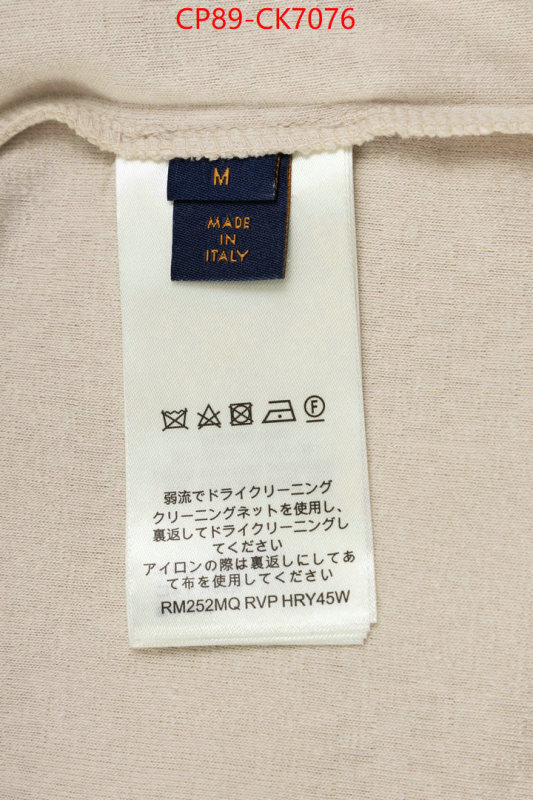 CP89-CK7076
M
MADE
IN
ITALY
F
弱流でドライクリーニング
クリーニングネットを使用し、
裏返してドライクリーニングし
てください
アイロンの際は裏返しにしてあ
て布を使用してください
RM252MQ RVP HRY45W